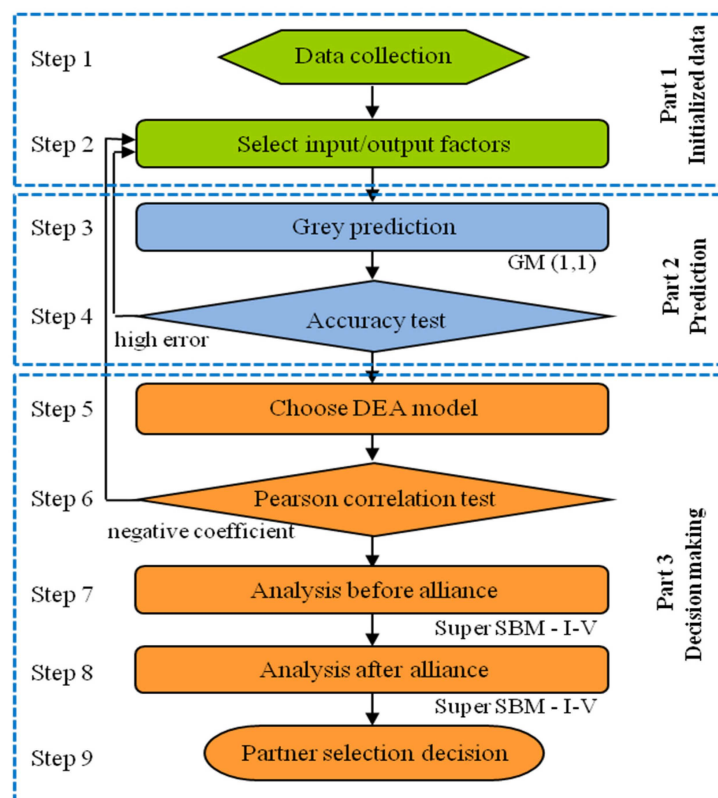 Step 1
Data collection
Part 1
Initialized data
Step 2
Select input/output factors
Step 3
Grey prediction
GM (1,1)
Part 2
Prediction
Step 4
Accuracy test
high error
Step 5
Choose DEA model
Step 6
Pearson correlation test
negative coefficient
Part 3
Decision making
Step 7
Analysis before alliance
Super SBM - I-V
Step 8
Analysis after alliance
Super SBM - I-V
Step 9
Partner selection decision